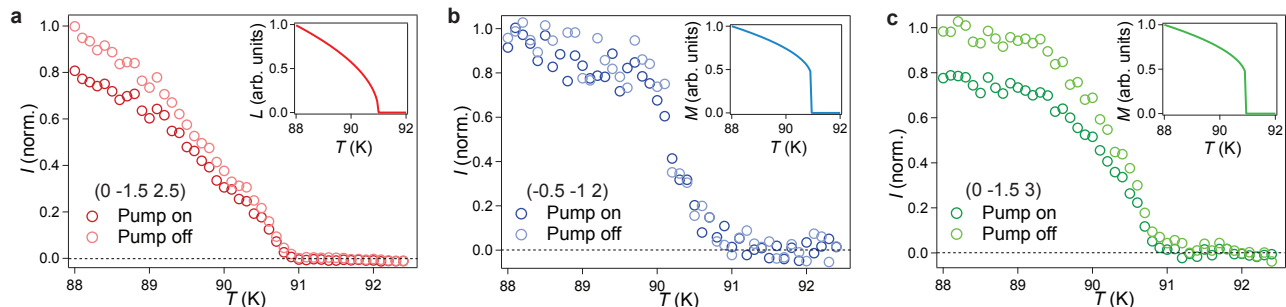 a
I (norm.)
1.0
0.8
0.6
0.4
0.2
0.0
88
89
90
91
92
T (K)
(0 -1.5 2.5)
Pump on
Pump off
L (arb. units)
1.0
0.5
0.0
88
90
92
T (K)
b
I (norm.)
1.0
0.8
0.6
0.4
0.2
0.0
88
89
90
91
92
T (K)
(-0.5 -1 2)
Pump on
Pump off
M (arb. units)
1.0
0.5
0.0
88
90
92
T (K)
c
I (norm.)
1.0
0.8
0.6
0.4
0.2
0.0
88
89
90
91
92
T (K)
(0 -1.5 3)
Pump on
Pump off
M (arb. units)
1.0
0.5
0.0
88
90
92
T (K)